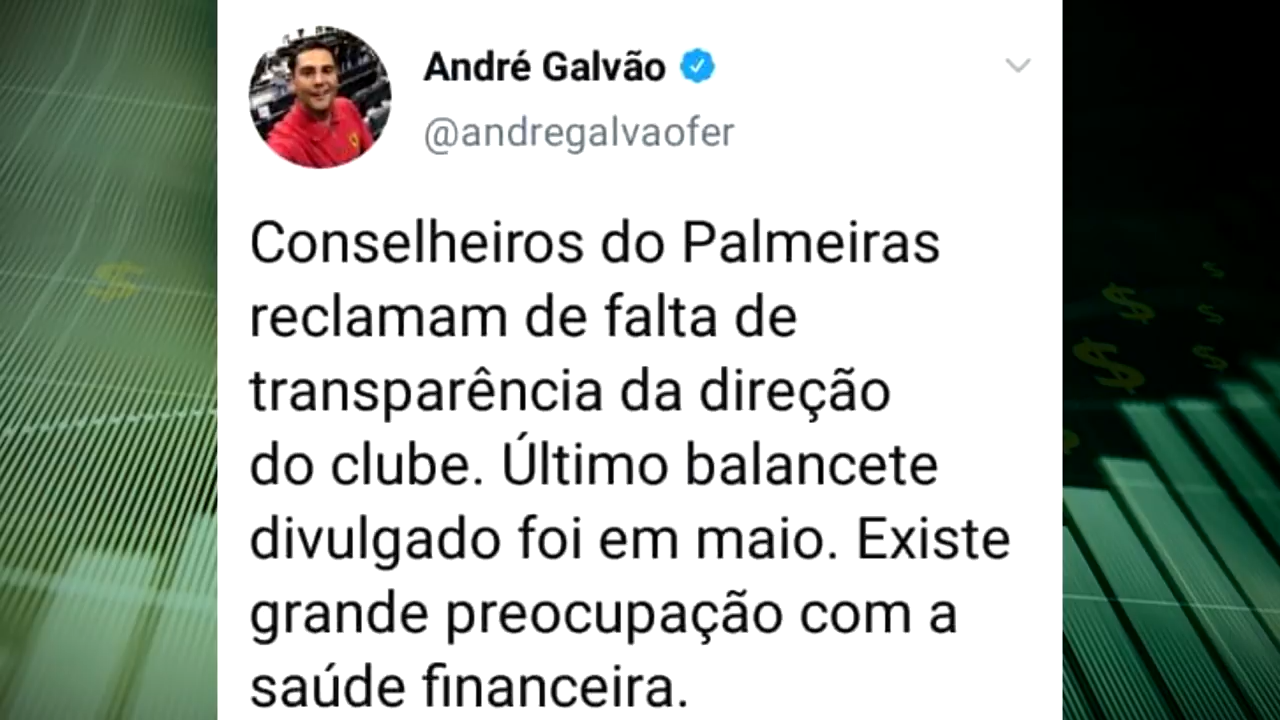 André Galvão
@andregalvaofer
Conselheiros do Palmeiras
reclamam de falta de
transparência da direção
do clube. Último balancete
divulgado foi em maio. Existe
grande preocupação com a
saúde financeira.